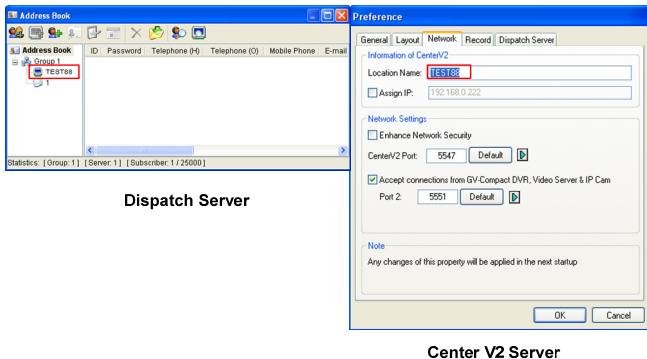 Address Book
Address Book
ID Password Telephone (H) Telephone (O) Mobile Phone E-mail
Group 1
TEST88
1
Statistics: [ Group: 1 ] [ Server: 1 ] [ Subscriber: 1 / 25000 ]
Dispatch Server
Preference
General Layout Network Record Dispatch Server
Information of CenterV2
Location Name: TEST88
Assign IP: 192.168.0.222
Network Settings
Enhance Network Security
CenterV2 Port: 5547 Default
Accept connections from GV-Compact DVR, Video Server & IP Cam
Port 2: 5551 Default
Note
Any changes of this property will be applied in the next startup
OK Cancel
Center V2 Server